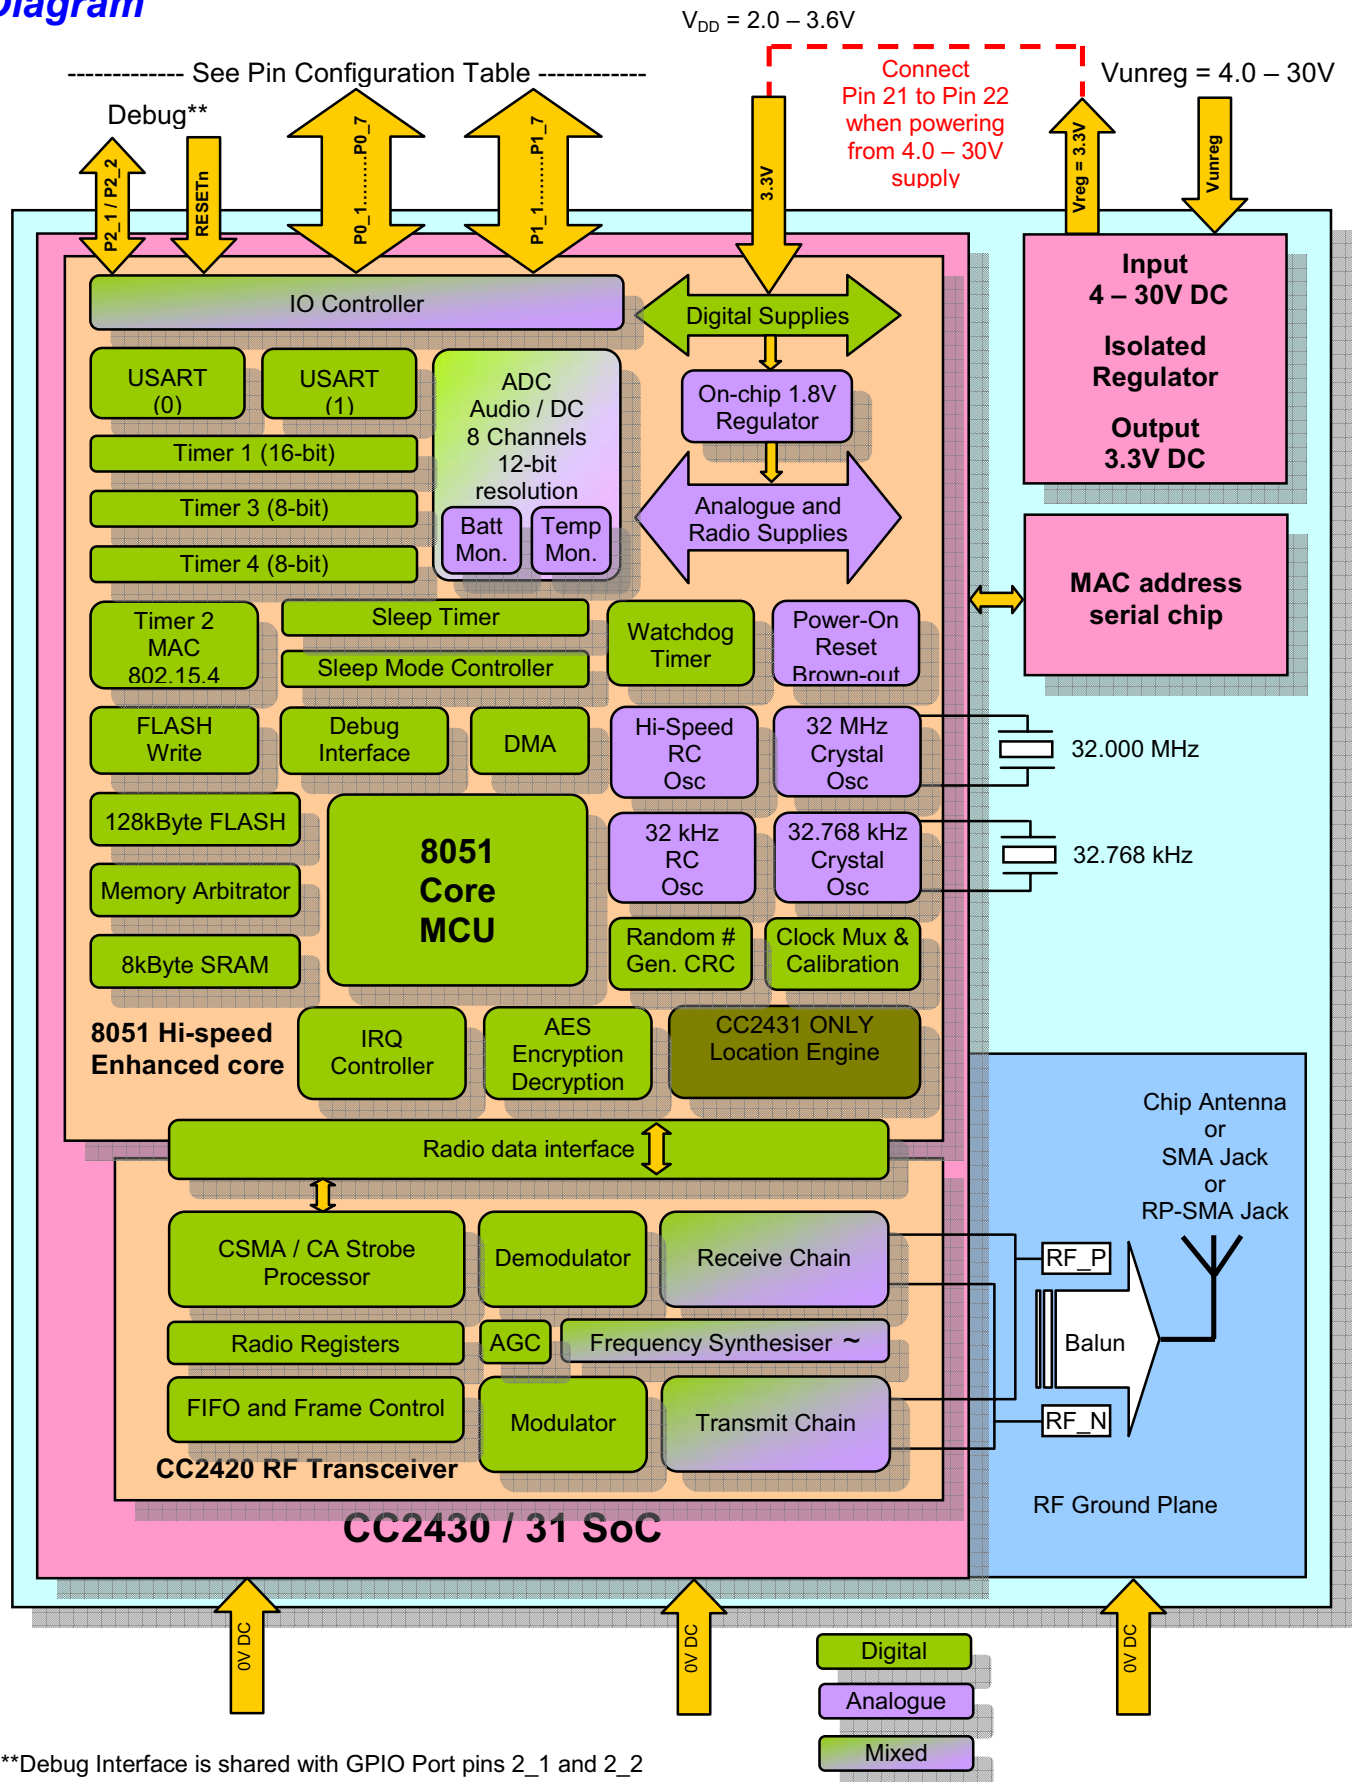 Diagram
VDD = 2.0 – 3.6V
------------- See Pin Configuration Table ------------
Connect
Pin 21 to Pin 22
when powering
from 4.0 – 30V
supply
Vunreg = 4.0 – 30V
Debug**
P2_1 / P2_2
RESETn
P0_1.........P0_7
P1_1.........P1_7
3.3V
Vreg = 3.3V
Vunreg
IO Controller
Digital Supplies
Input
4 – 30V DC
Isolated
Regulator
Output
3.3V DC
USART
(0)
USART
(1)
ADC
Audio / DC
8 Channels
12-bit
resolution
Batt
Mon.
Temp
Mon.
On-chip 1.8V
Regulator
Timer 1 (16-bit)
Timer 3 (8-bit)
Timer 4 (8-bit)
Analogue and
Radio Supplies
MAC address
serial chip
Timer 2
MAC
802.15.4
Sleep Timer
Sleep Mode Controller
Watchdog
Timer
Power-On
Reset
Brown-out
FLASH
Write
Debug
Interface
DMA
Hi-Speed
RC
Osc
32 MHz
Crystal
Osc
32.000 MHz
128kByte FLASH
Memory Arbitrator
8kByte SRAM
8051
Core
MCU
32 kHz
RC
Osc
32.768 kHz
Crystal
Osc
32.768 kHz
Random #
Gen. CRC
Clock Mux &
Calibration
8051 Hi-speed
Enhanced core
IRQ
Controller
AES
Encryption
Decryption
CC2431 ONLY
Location Engine
Radio data interface
Chip Antenna
or
SMA Jack
or
RP-SMA Jack
CSMA / CA Strobe
Processor
Demodulator
Receive Chain
RF_P
Radio Registers
AGC
Frequency Synthesiser ~
Balun
FIFO and Frame Control
Modulator
Transmit Chain
RF_N
CC2420 RF Transceiver
RF Ground Plane
CC2430 / 31 SoC
0V DC
0V DC
0V DC
Digital
Analogue
Mixed
**Debug Interface is shared with GPIO Port pins 2_1 and 2_2